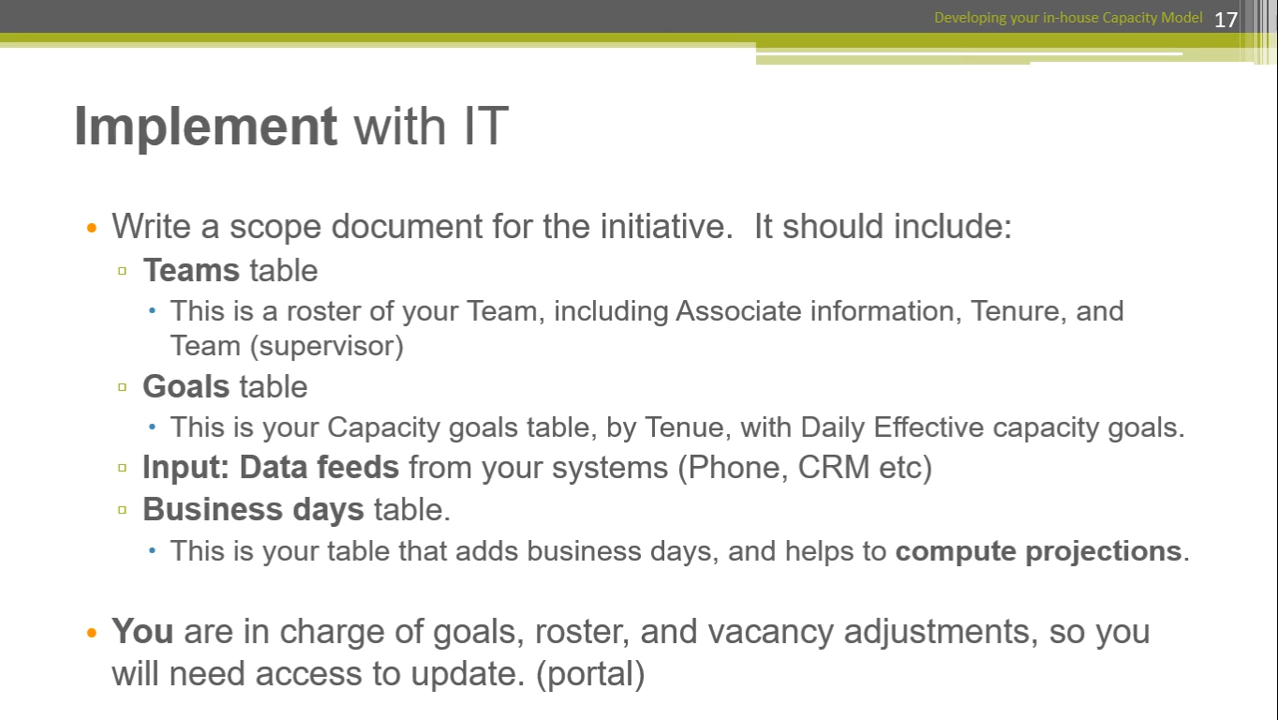 Developing your in-house Capacity Model 17
Implement with IT
• Write a scope document for the initiative.  It should include:
▫ Teams table
• This is a roster of your Team, including Associate information, Tenure, and
Team (supervisor)
▫ Goals table
• This is your Capacity goals table, by Tenue, with Daily Effective capacity goals.
▫ Input: Data feeds from your systems (Phone, CRM etc)
▫ Business days table.
• This is your table that adds business days, and helps to compute projections.
• You are in charge of goals, roster, and vacancy adjustments, so you
will need access to update. (portal)